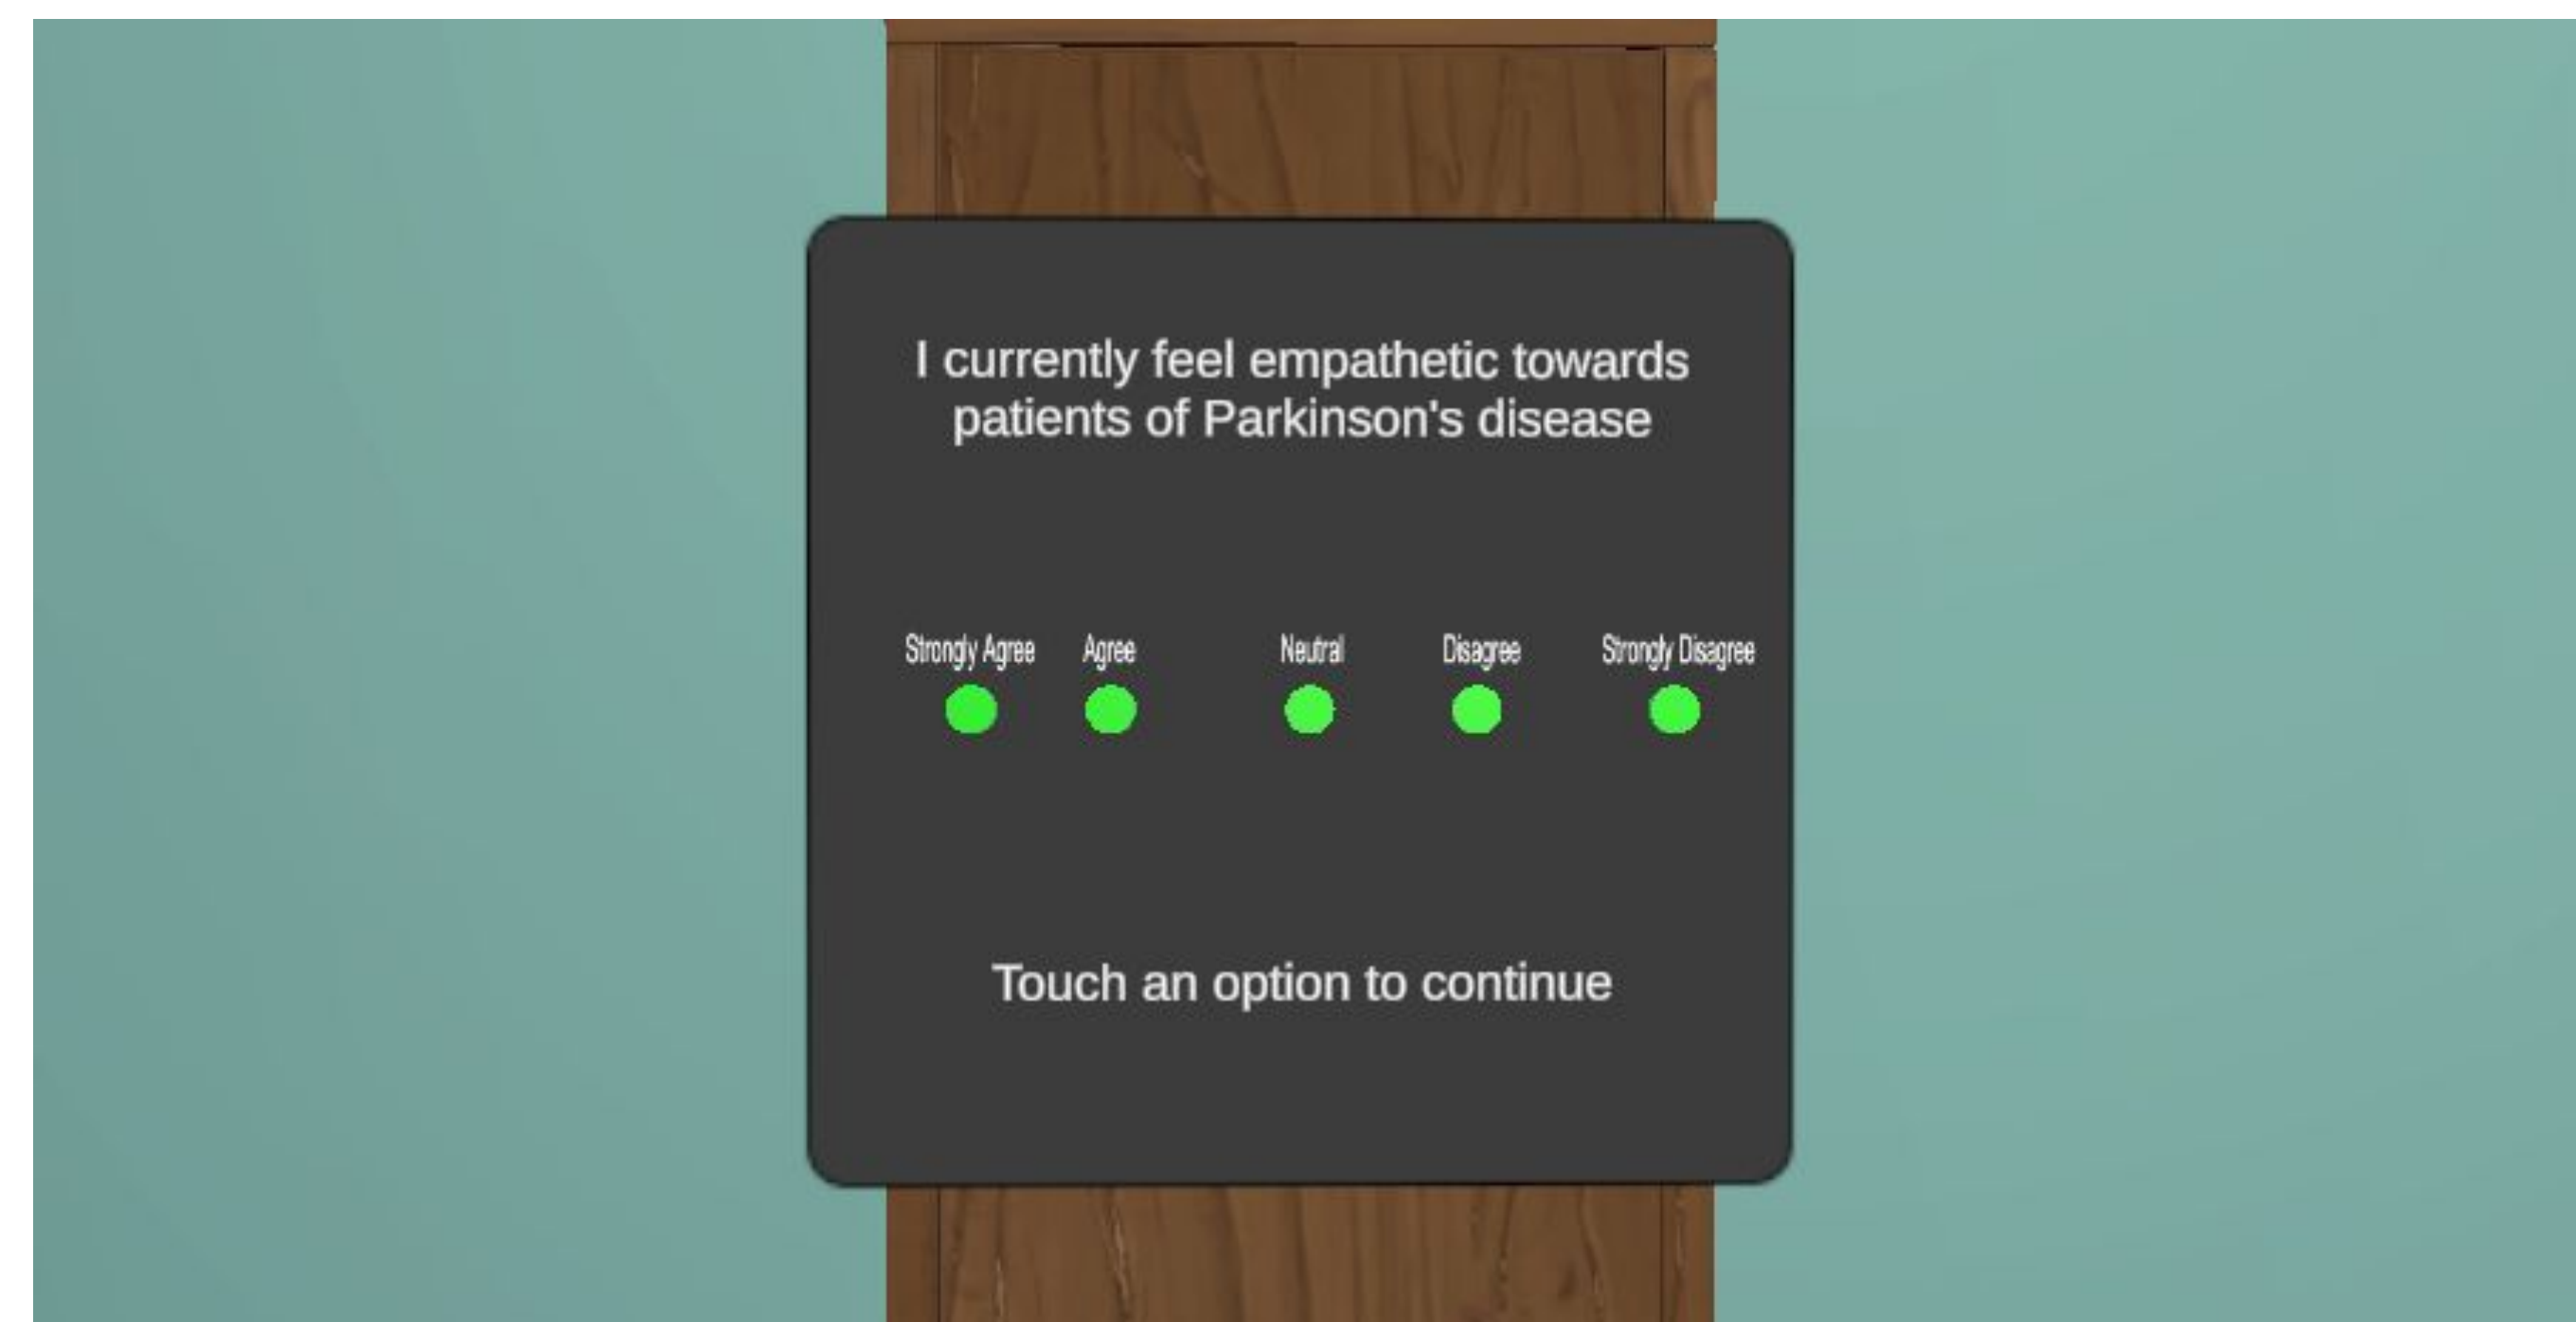 I currently feel empathetic towards
patients of Parkinson's disease
Strongly Agree Agree Neutral Disagree Strongly Disagree
Touch an option to continue